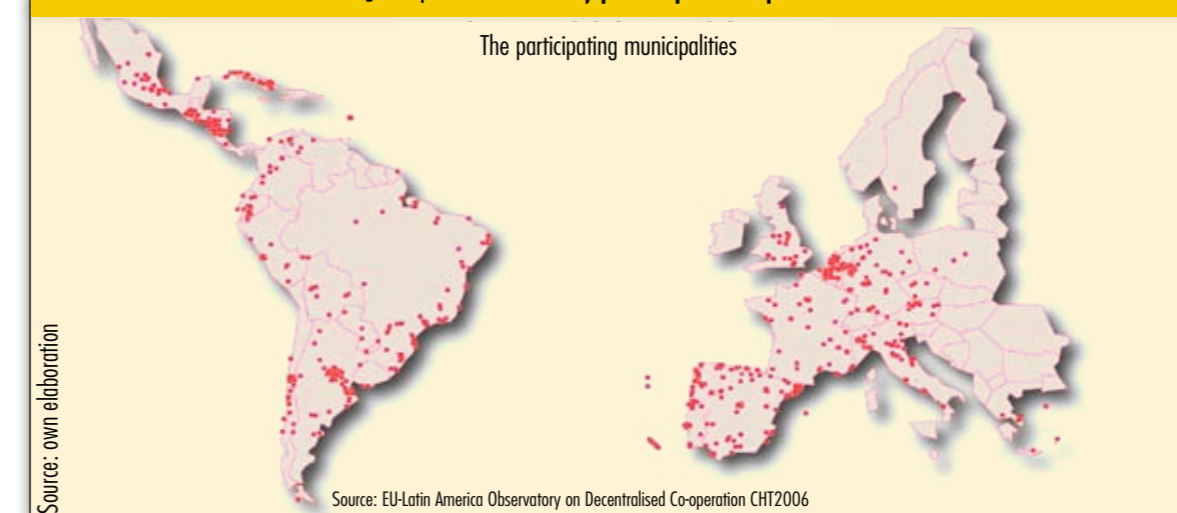 The participating municipalities
Source: own elaboration
Source: EU-Latin America Observatory on Decentralised Co-operation CHT2006